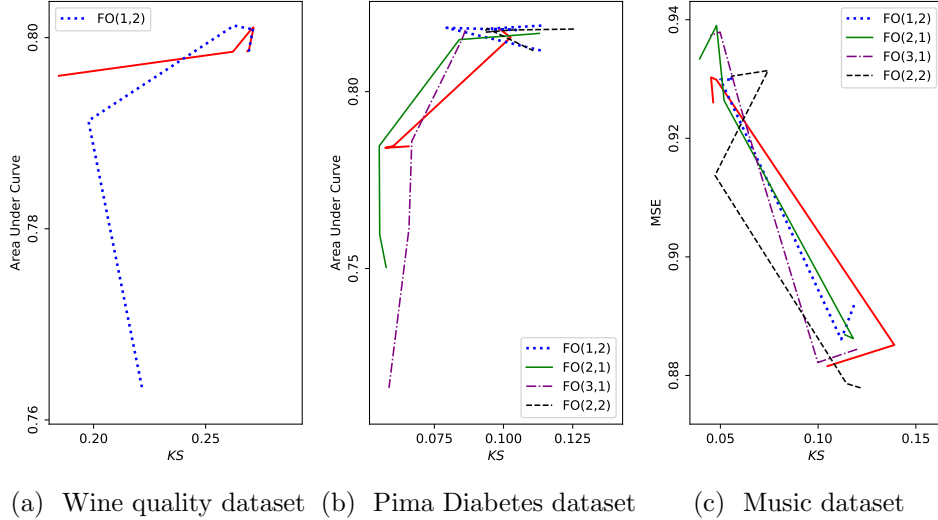 FO(1,2)
0.80
0.78
0.76
Area Under Curve
0.20 0.25
KS
(a) Wine quality dataset
0.80
0.75
Area Under Curve
FO(1,2)
FO(2,1)
FO(3,1)
FO(2,2)
0.075 0.100 0.125
KS
(b) Pima Diabetes dataset
FO(1,2)
FO(2,1)
FO(3,1)
FO(2,2)
0.94
0.92
0.90
0.88
MSE
0.05 0.10 0.15
KS
(c) Music dataset